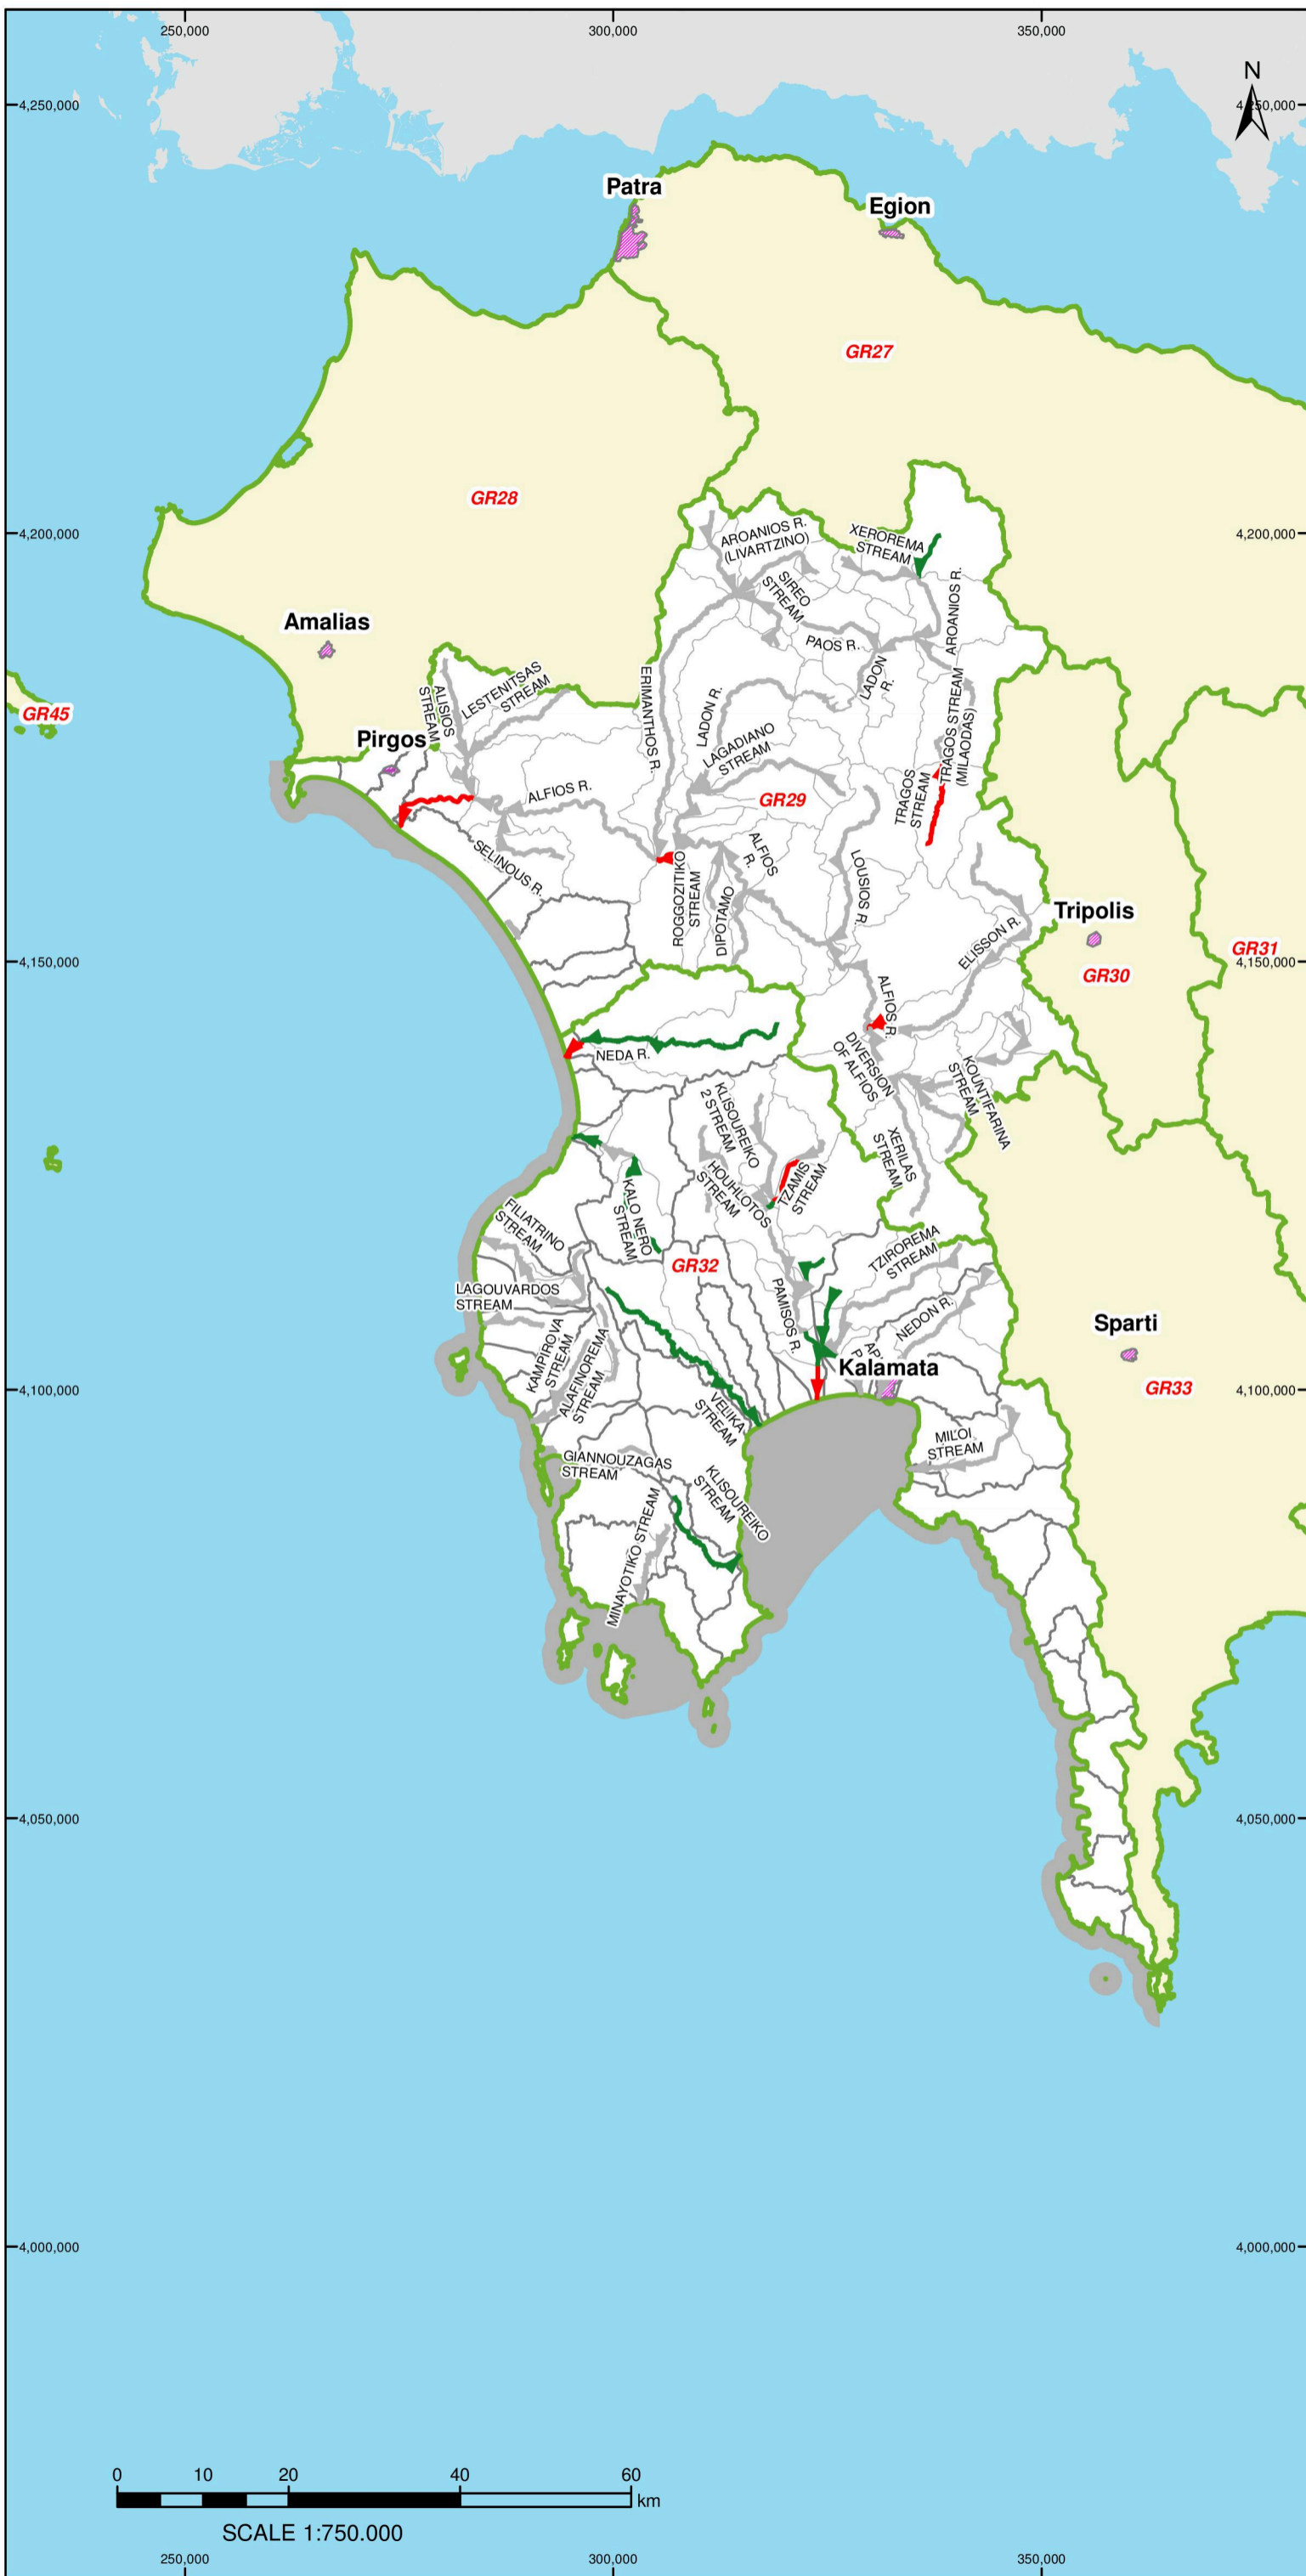 250,000
300,000
350,000
N
4,250,000
4,250,000
Patra
Egion
GR27
GR28
4,200,000
4,200,000
AROANIOS R.
(LIVARTZINO)
XEROREMA
STREAM
SIREO
STREAM
AROANIOS R.
PAOS R.
Amalias
ERIMANTHOS R.
LADON
R.
LESTENITSAS
STREAM
ALISIOS
STREAM
LADON R.
GR45
TRAGOS STREAM
(MILAODAS)
Pirgos
LAGADIANO
STREAM
TRAGOS
STREAM
ALFIOS R.
GR29
SELINOUS R.
ALFIOS
R.
ROGGOZITIKO
STREAM
DIPOTAMO
LOUSIOS R.
Tripolis
ELISSON R.
GR31
4,150,000
4,150,000
GR30
ALFIOS R.
NEDA R.
DIVERSION
OF ALFIOS
KOUNTIFARINA
STREAM
KLISOUREIKO
2 STREAM
XERILAS
STREAM
HOUHLOTOS
STREAM
TZAMIS
STREAM
KALO NERO
STREAM
FILIATRINO
STREAM
GR32
TZIROREMA
STREAM
LAGOUVARDOS
STREAM
PAMISOS R.
NEDON R.
Sparti
KAMPIROVA
STREAM
ALAFINOREMA
STREAM
Kalamata
GR33
4,100,000
4,100,000
VELIKA
STREAM
MILOI
STREAM
GIANNOUZAGAS
STREAM
KLISOUREIKO
STREAM
MINAYOTIKO STREAM
4,050,000
4,050,000
4,000,000
4,000,000
0 10 20 40 60
km
SCALE 1:750.000
250,000
300,000
350,000